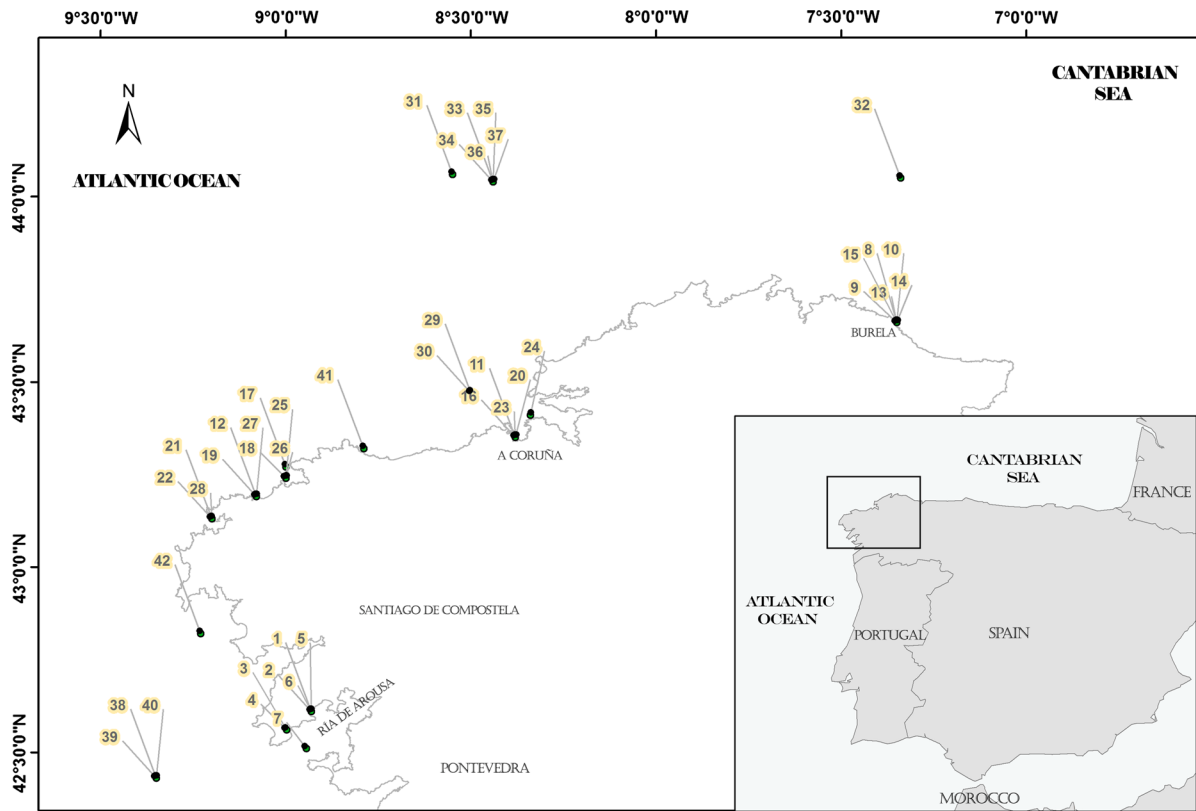 9°30'0"W 9°0'0"W 8°30'0"W 8°0'0"W 7°30'0"W 7°0'0"W
CANTABRIAN
SEA
N
ATLANTIC OCEAN
44°0'0"N
43°30'0"N
43°0'0"N
42°30'0"N
31
33
35
34
36
37
32
15
8
10
9
13
14
BURELA
29
30
11
24
20
16
23
A CORUÑA
41
17
25
12
27
21
19
18
26
22
28
42
SANTIAGO DE COMPOSTELA
1
5
3
2
6
4
7
RÍA DE AROUSA
38
40
39
PONTEVEDRA
CANTABRIAN
SEA
FRANCE
ATLANTIC
OCEAN
PORTUGAL
SPAIN
MOROCCO